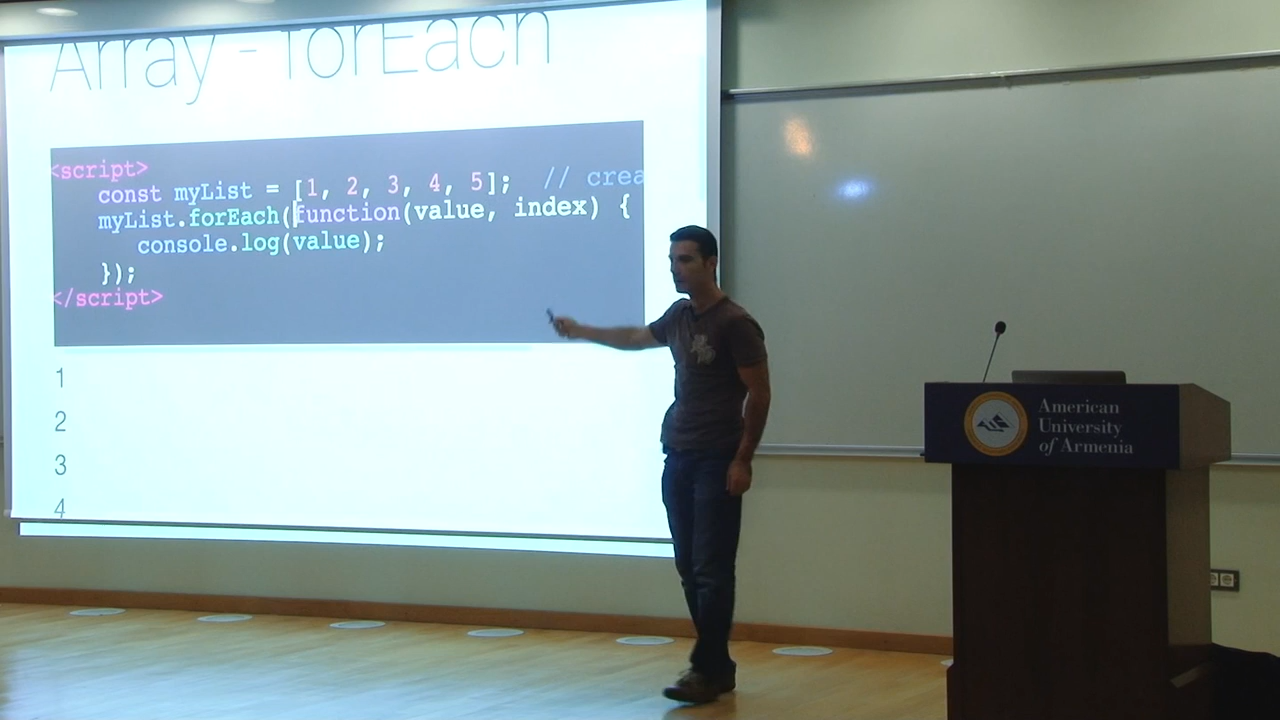 Array - forEach
<script>
const myList = [1, 2, 3, 4, 5]; // crea
myList.forEach(function(value, index) {
console.log(value);
});
</script>
1
2
3
4
American
University
of Armenia